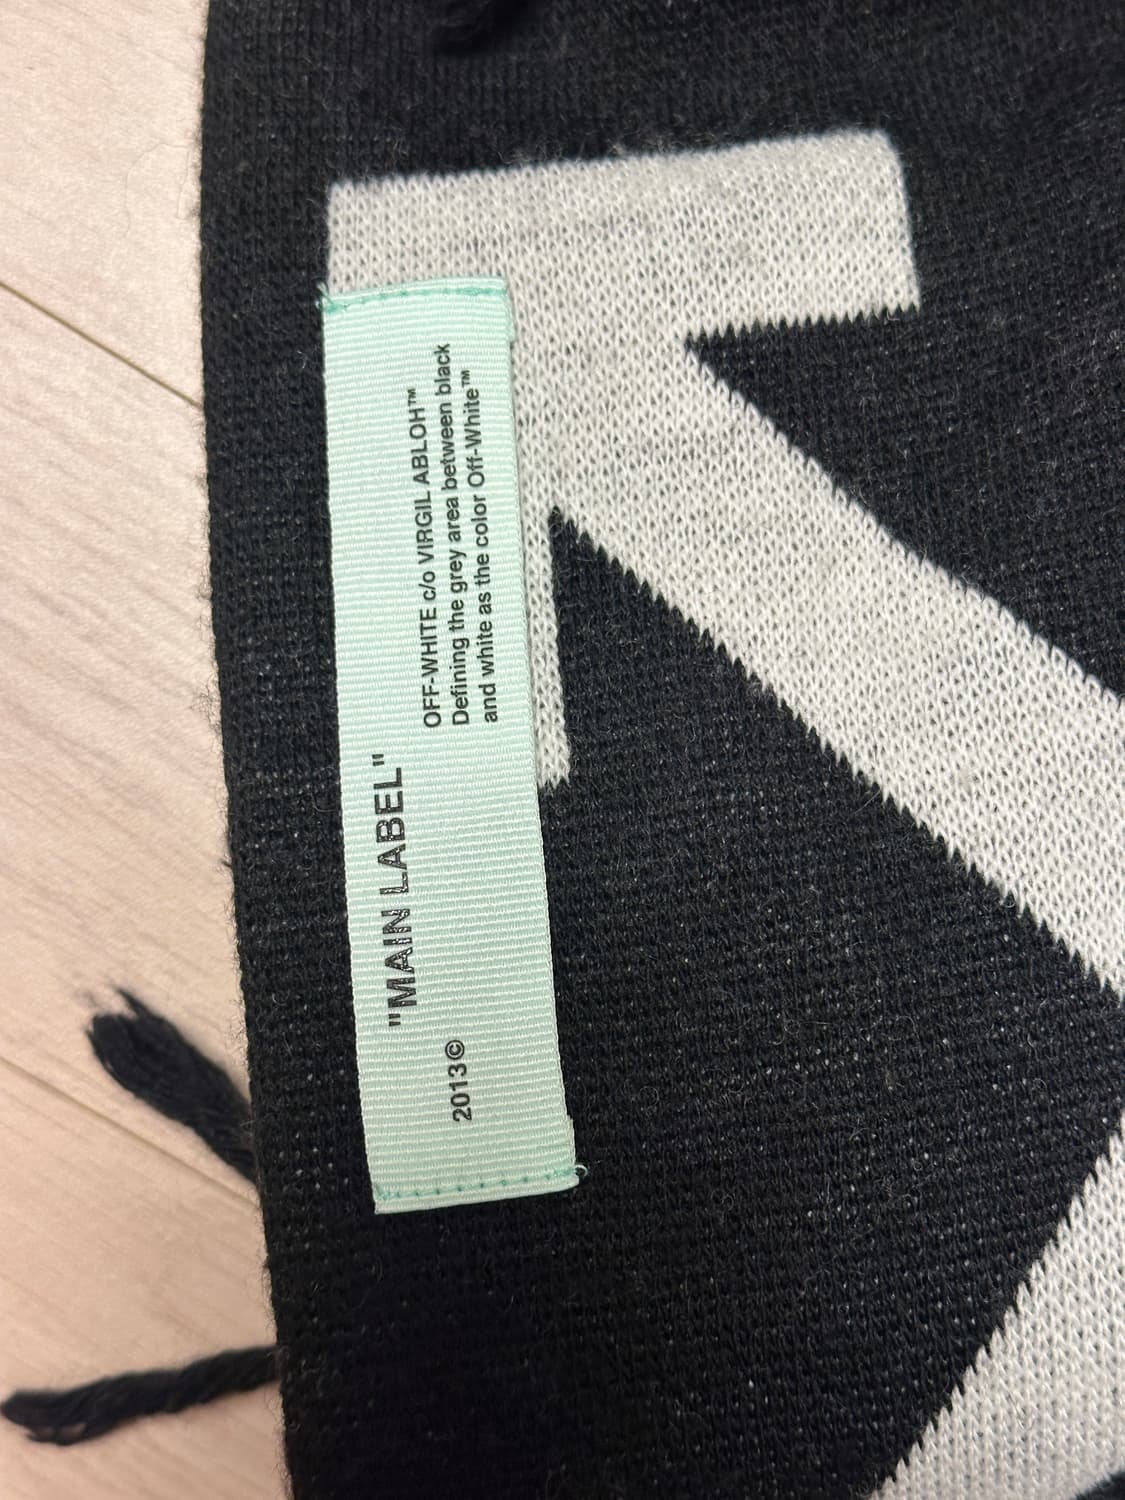 "MAIN LABEL"
OFF-WHITE c/o VIRGIL ABLOH™
Defining the grey area between black
and white as the color Off-White™
2013©